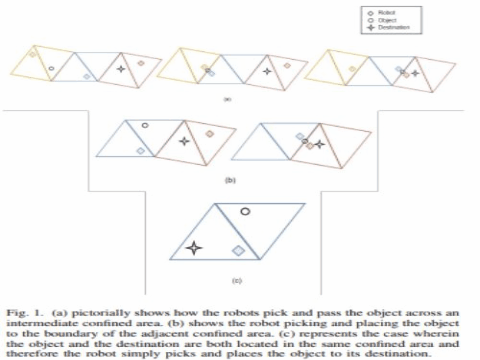 Robot
Object
Destination
(a)
(b)
(c)
Fig. 1. (a) pictorially shows how the robots pick and pass the object across an
intermediate confined area. (b) shows the robot picking and placing the object
to the boundary of the adjacent confined area. (c) represents the case wherein
the object and the destination are both located in the same confined area and
therefore the robot simply picks and places the object to its destination.